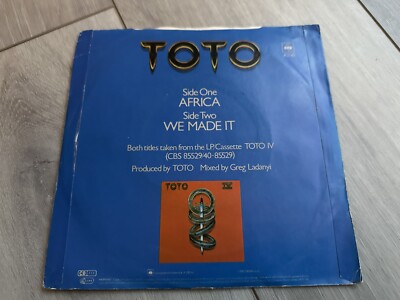 TOTO
Side One
AFRICA
Side Two
WE MADE IT
Both titles taken from the L.P./Cassette TOTO IV
(CBS 85529/40-85529)
Produced by TOTO Mixed by Greg Ladanyi
TOTO IV